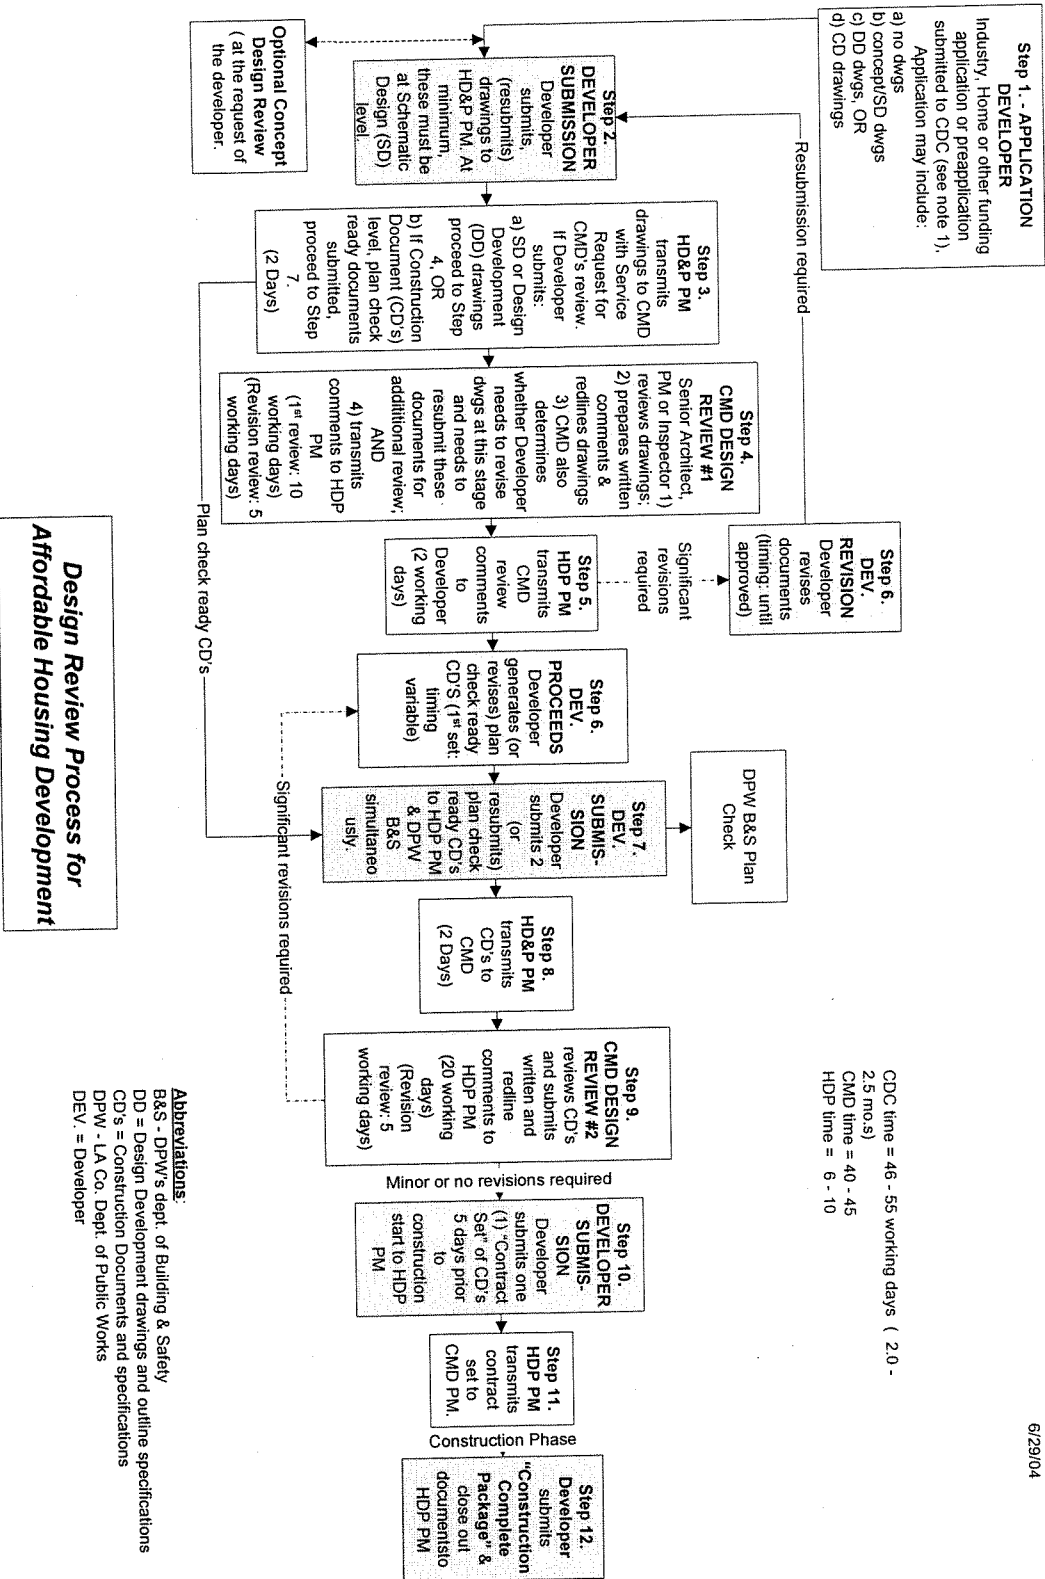 6/29/04
Step 1. - APPLICATION
DEVELOPER
Industry, Home or other funding
application or preapplication
submitted to CDC (see note 1),
Application may include:
a) no dwgs
b) concept/SD dwgs
c) DD dwgs, OR
d) CD drawings
CDC time = 46 - 55 working days ( 2.0 -
2.5 mo.s)
CMD time = 40 - 45
HDP time = 6 - 10
Resubmission required
Step 6.
DEV.
REVISION
Developer
revises
documents
(timing: until
approved)
Significant
revisions
required
DPW B&S Plan
Check
Step 2.
DEVELOPER
SUBMISSION
Developer
submits,
(resubmits)
drawings to
HD&P PM. At
minimum,
these must be
at Schematic
Design (SD)
level.
Optional Concept
Design Review
( at the request of
the developer.
Step 3.
HD&P PM
transmits
drawings to CMD
with Service
Request for
CMD's review.
If Developer
submits:
a) SD or Design
Development
(DD) drawings
proceed to Step
4, OR
b) If Construction
Document (CD's)
level, plan check
ready documents
submitted,
proceed to Step
7.
(2 Days)
Step 4.
CMD DESIGN
REVIEW #1
Senior Architect,
PM or Inspector 1)
reviews drawings;
2) prepares written
comments &
redlines drawings
3) CMD also
determines
whether Developer
needs to revise
dwgs at this stage
and needs to
resubmit these
documents for
addititional review;
AND
4) transmits
comments to HDP
PM
(1st review: 10
working days)
(Revision review: 5
working days)
Step 5.
HDP PM
transmits
CMD
review
comments
to
Developer
(2 working
days)
Step 6.
DEV.
PROCEEDS
Developer
generates (or
revises) plan
check ready
CD'S (1st set:
timing
variable)
Step 7.
DEV.
SUBMIS-
SION
Developer
submits 2
(or
resubmits)
plan check
ready CD's
to HDP PM
& DPW
B&S
simultaneo
usly.
Step 8.
HD&P PM
transmits
CD's to
CMD
(2 Days)
Step 9.
CMD DESIGN
REVIEW #2
reviews CD's
and submits
written and
redline
comments to
HDP PM
(20 working
days)
(Revision
review: 5
working days)
Minor or no revisions required
Step 10.
DEVELOPER
SUBMIS-
SION
Developer
submits one
(1) "Contract
Set" of CD's
5 days prior
to
construction
start to HDP
PM
Step 11.
HDP PM
transmits
contract
set to
CMD PM.
Construction Phase
Step 12.
Developer
submits
"Construction
Complete
Package" &
close out
documentsto
HDP PM
Plan check ready CD's
Significant revisions required
Abbreviations:
B&S - DPW's dept. of Building & Safety
DD = Design Development drawings and outline specifications
CD's = Construction Documents and specifications
DPW - LA Co. Dept. of Public Works
DEV. = Developer
Design Review Process for
Affordable Housing Development